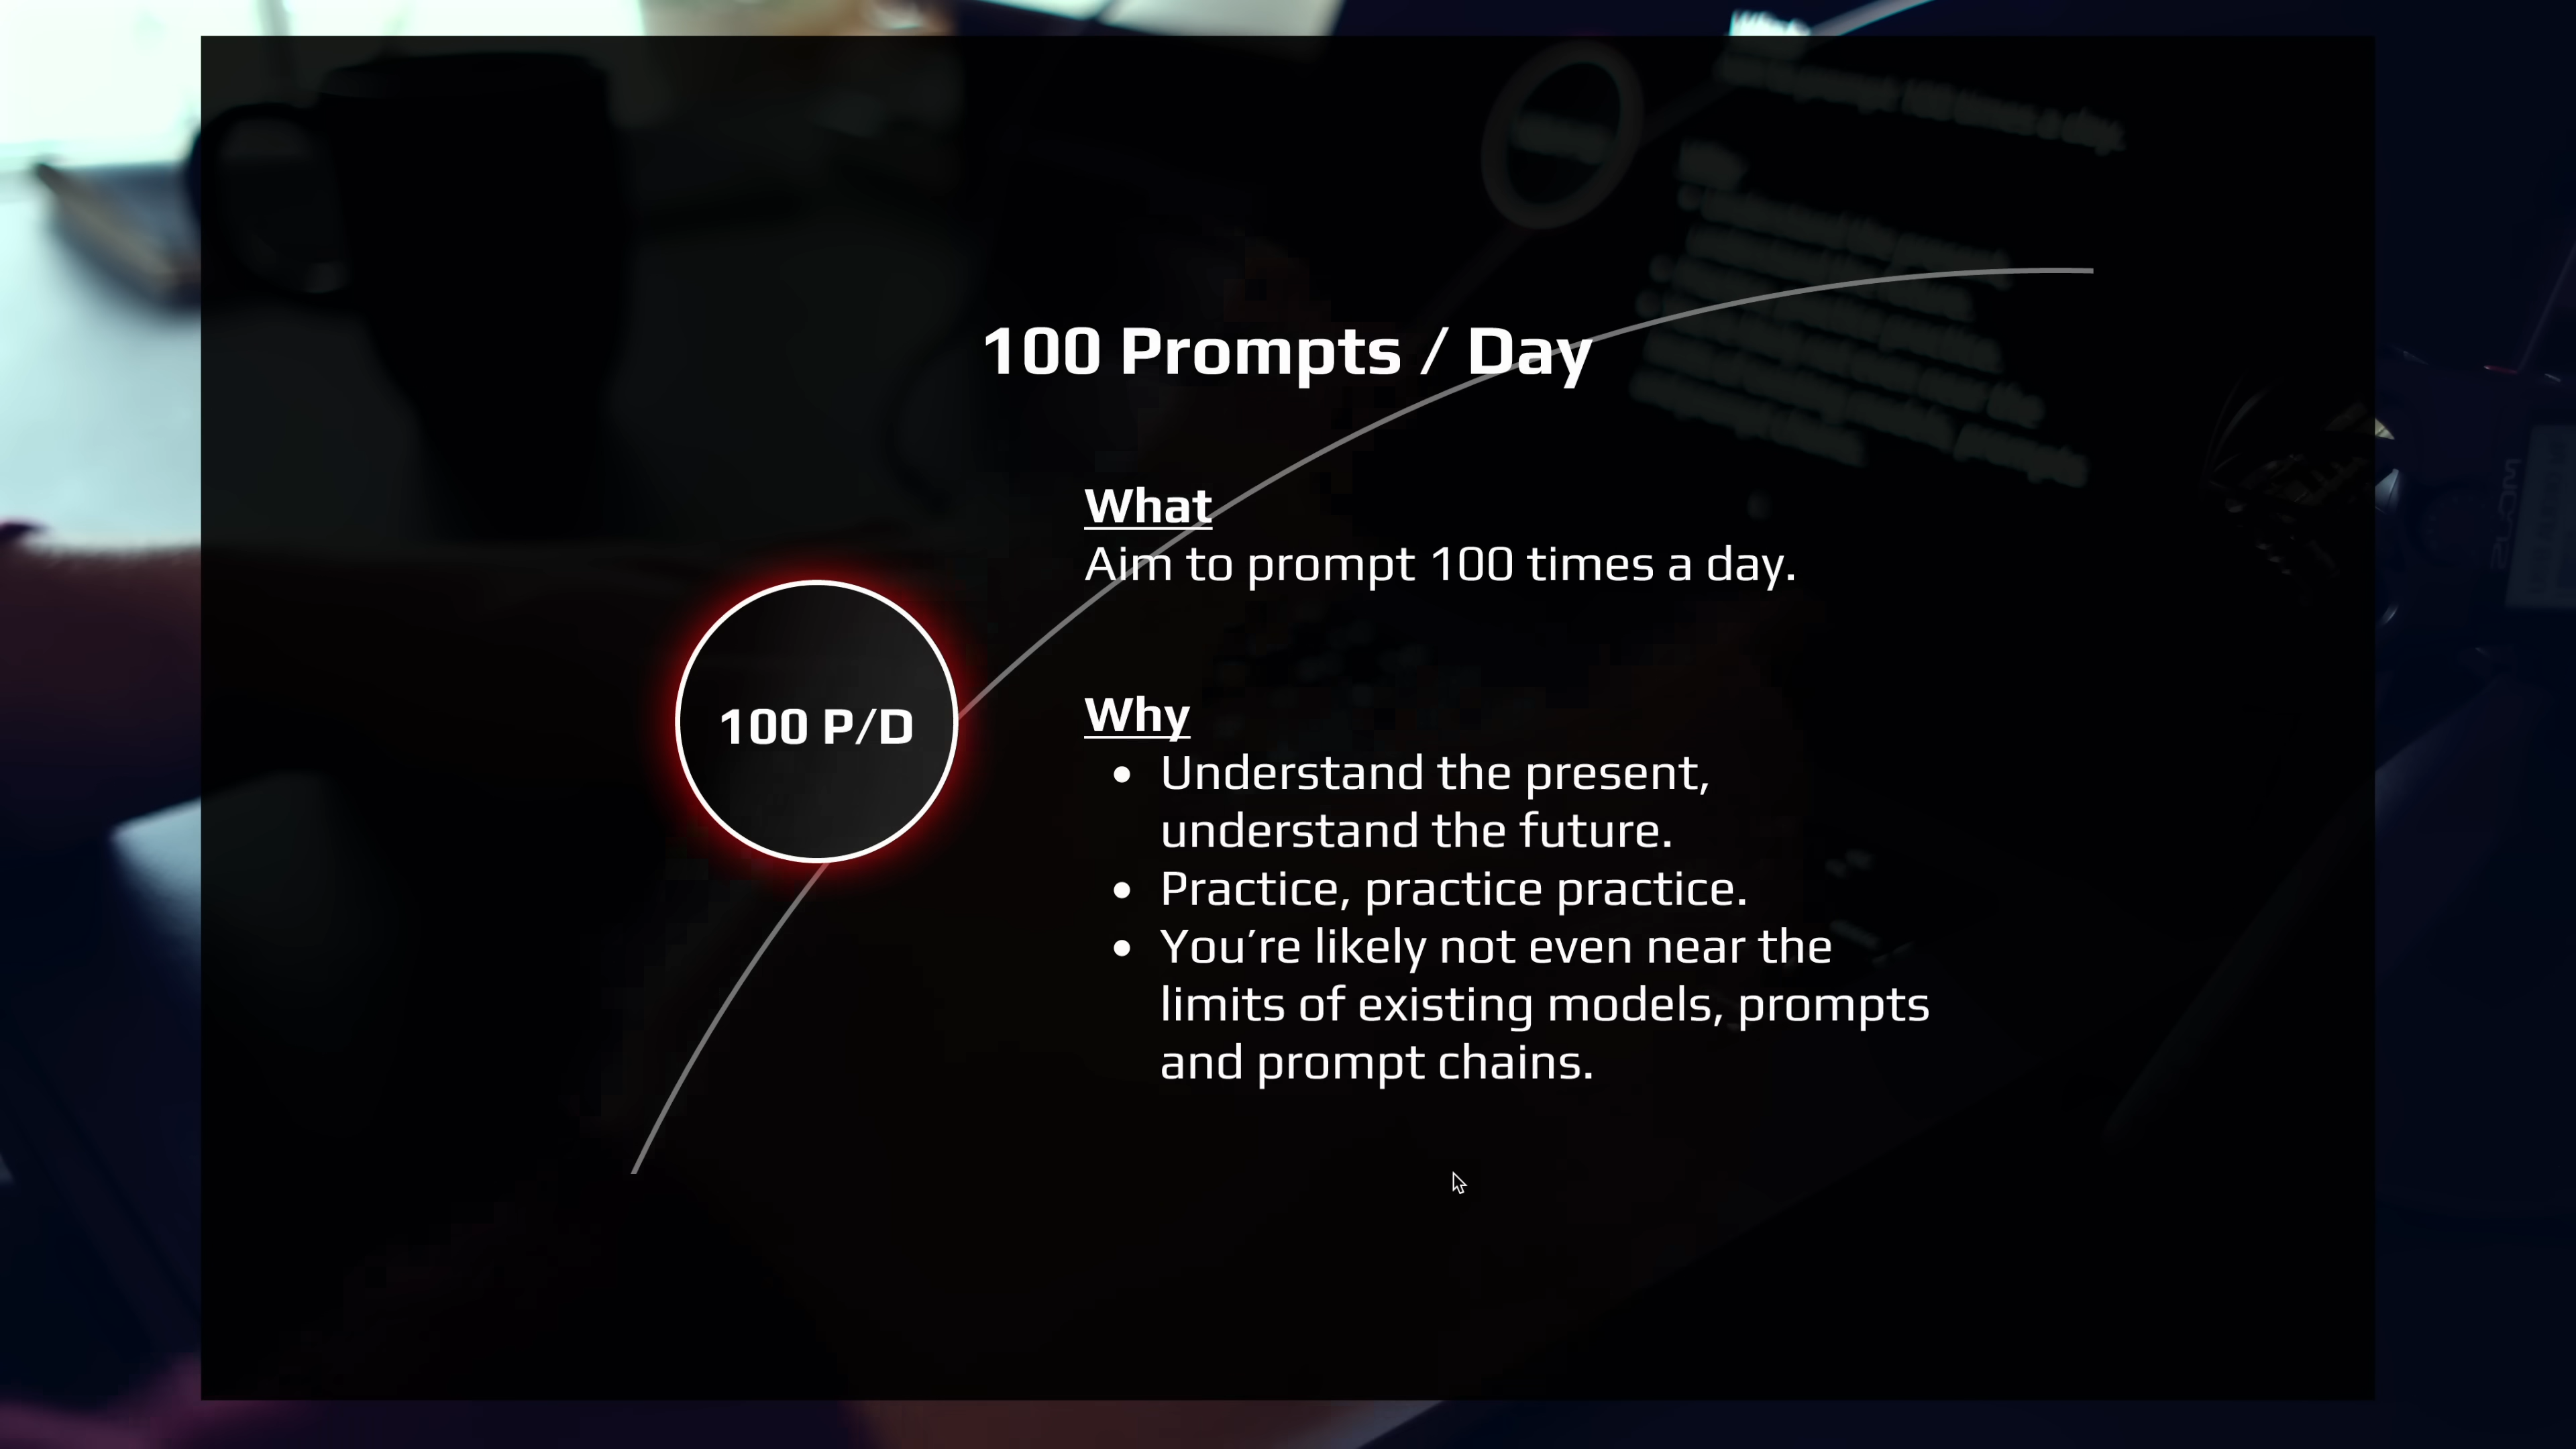 100 Prompts / Day
What
Aim to prompt 100 times a day.
100 P/D
Why
• Understand the present,
understand the future.
• Practice, practice practice.
• You're likely not even near the
limits of existing models, prompts
and prompt chains.